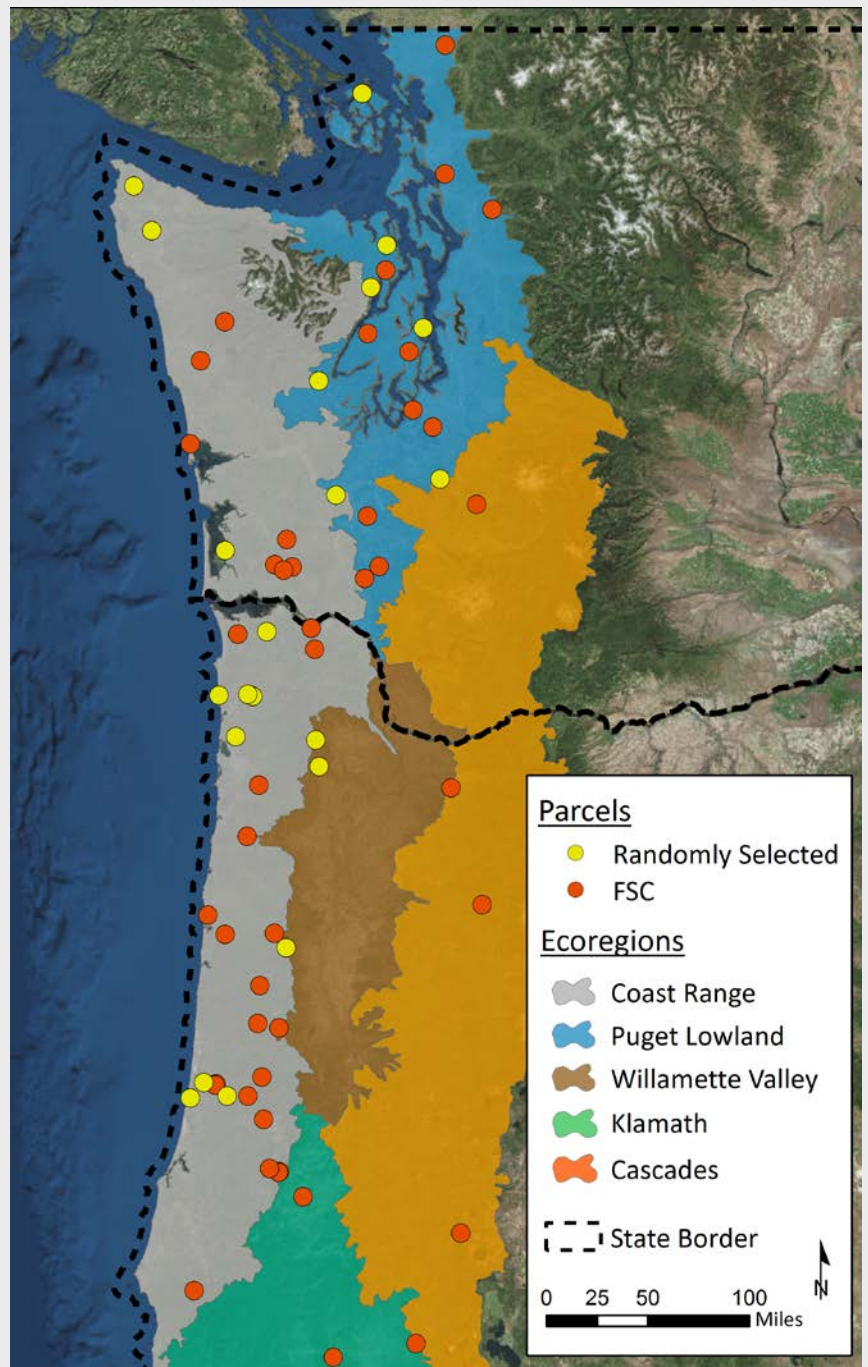 Parcels
Randomly Selected
FSC
Ecoregions
Coast Range
Puget Lowland
Willamette Valley
Klamath
Cascades
State Border
N
0 25 50 100
Miles